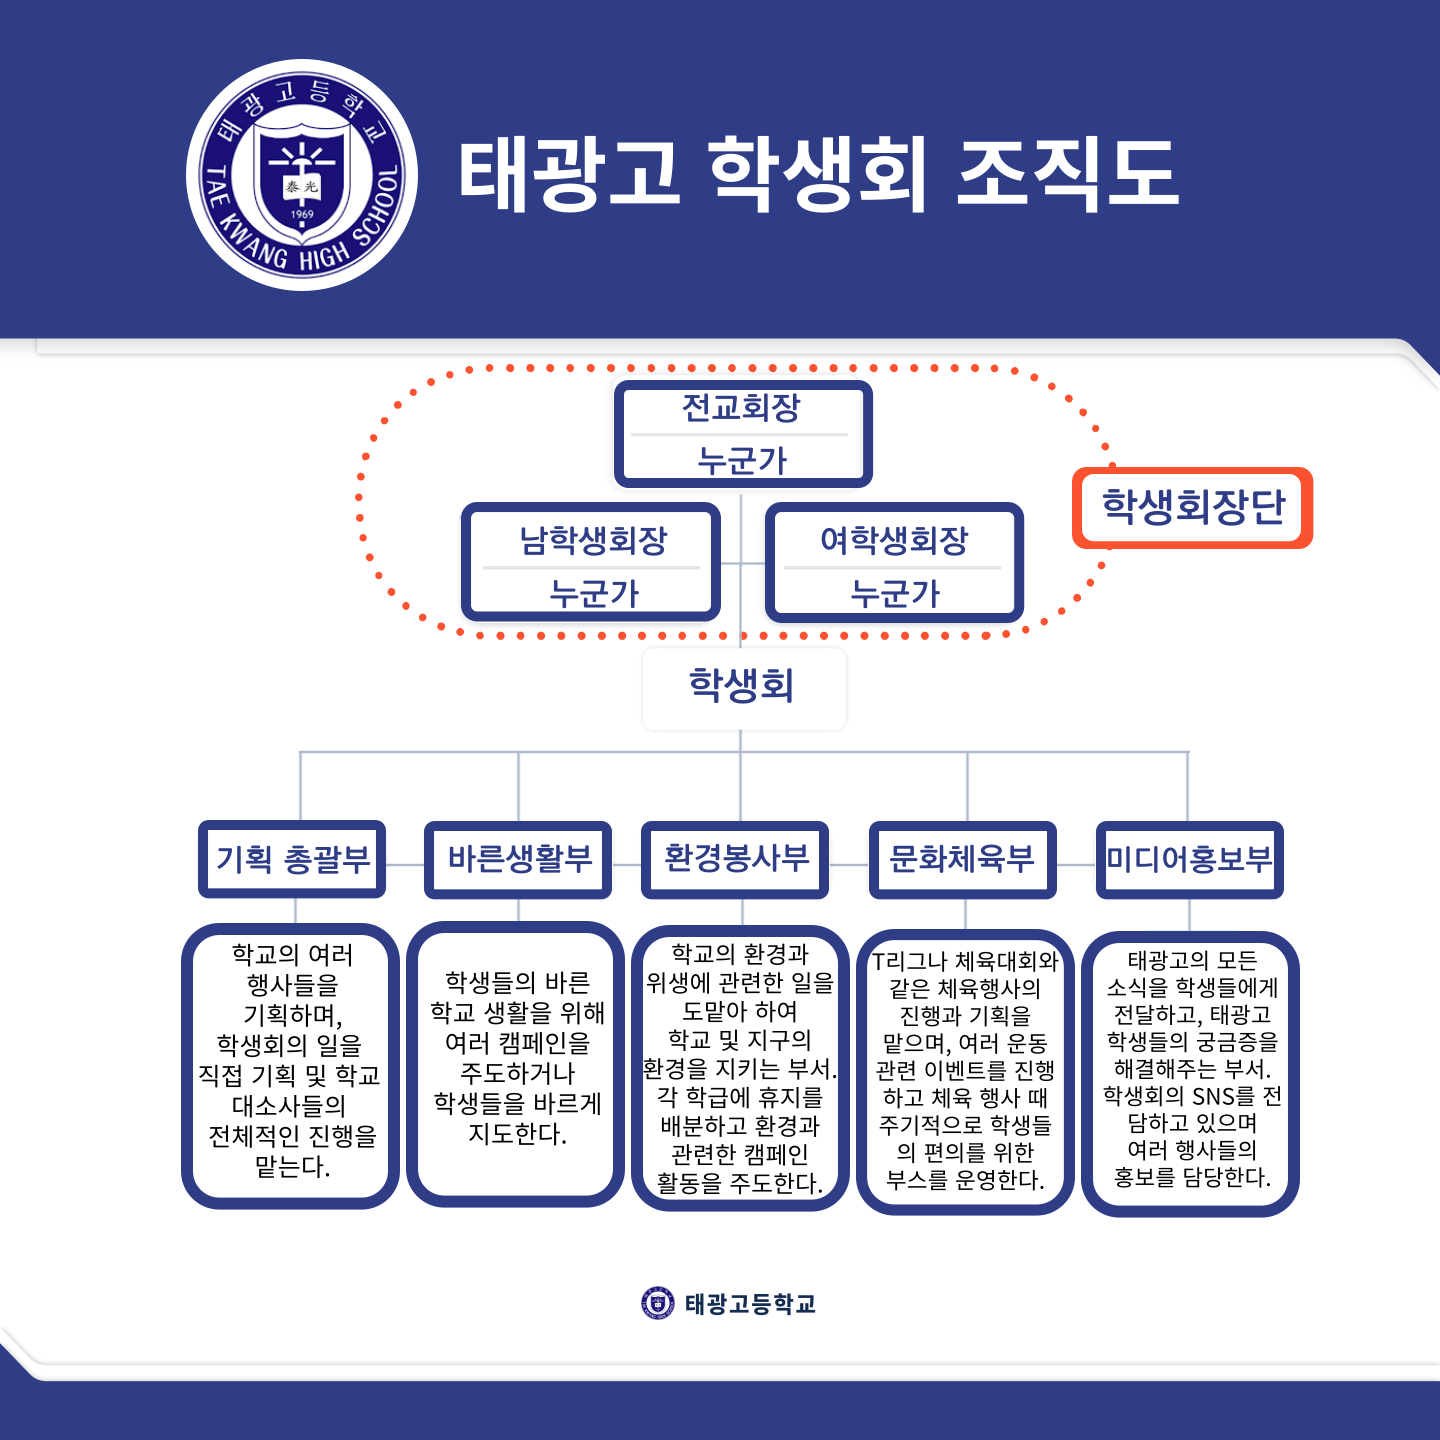 태광고등학교
TAE KWANG HIGH SCHOOL
泰光
1969
태광고 학생회 조직도
전교회장
누군가
학생회장단
남학생회장
누군가
여학생회장
누군가
학생회
기획 총괄부
바른생활부
환경봉사부
문화체육부
미디어홍보부
학교의 여러
행사들을
기획하며,
학생회의 일을
직접 기획 및 학교
대소사들의
전체적인 진행을
맡는다.
학생들의 바른
학교 생활을 위해
여러 캠페인을
주도하거나
학생들을 바르게
지도한다.
학교의 환경과
위생에 관련한 일을
도맡아 하여
학교 및 지구의
환경을 지키는 부서.
각 학급에 휴지를
배분하고 환경과
관련한 캠페인
활동을 주도한다.
T리그나 체육대회와
같은 체육행사의
진행과 기획을
맡으며, 여러 운동
관련 이벤트를 진행
하고 체육 행사 때
주기적으로 학생들
의 편의를 위한
부스를 운영한다.
태광고의 모든
소식을 학생들에게
전달하고, 태광고
학생들의 궁금증을
해결해주는 부서.
학생회의 SNS를 전
담하고 있으며
여러 행사들의
홍보를 담당한다.
태광고등학교